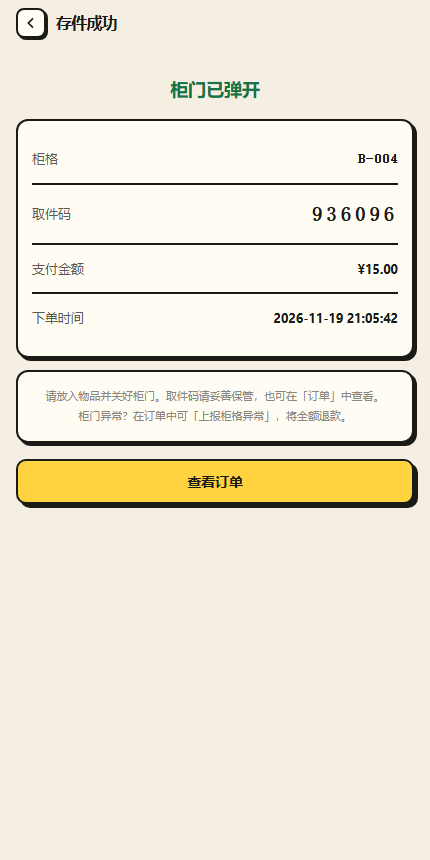 存件成功
柜门已弹开
柜格 B-004
取件码 936096
支付金额 ¥15.00
下单时间 2026-11-19 21:05:42
请放入物品并关好柜门。取件码请妥善保管，也可在「订单」中查看。
柜门异常？在订单中可「上报柜格异常」，将全额退款。
查看订单